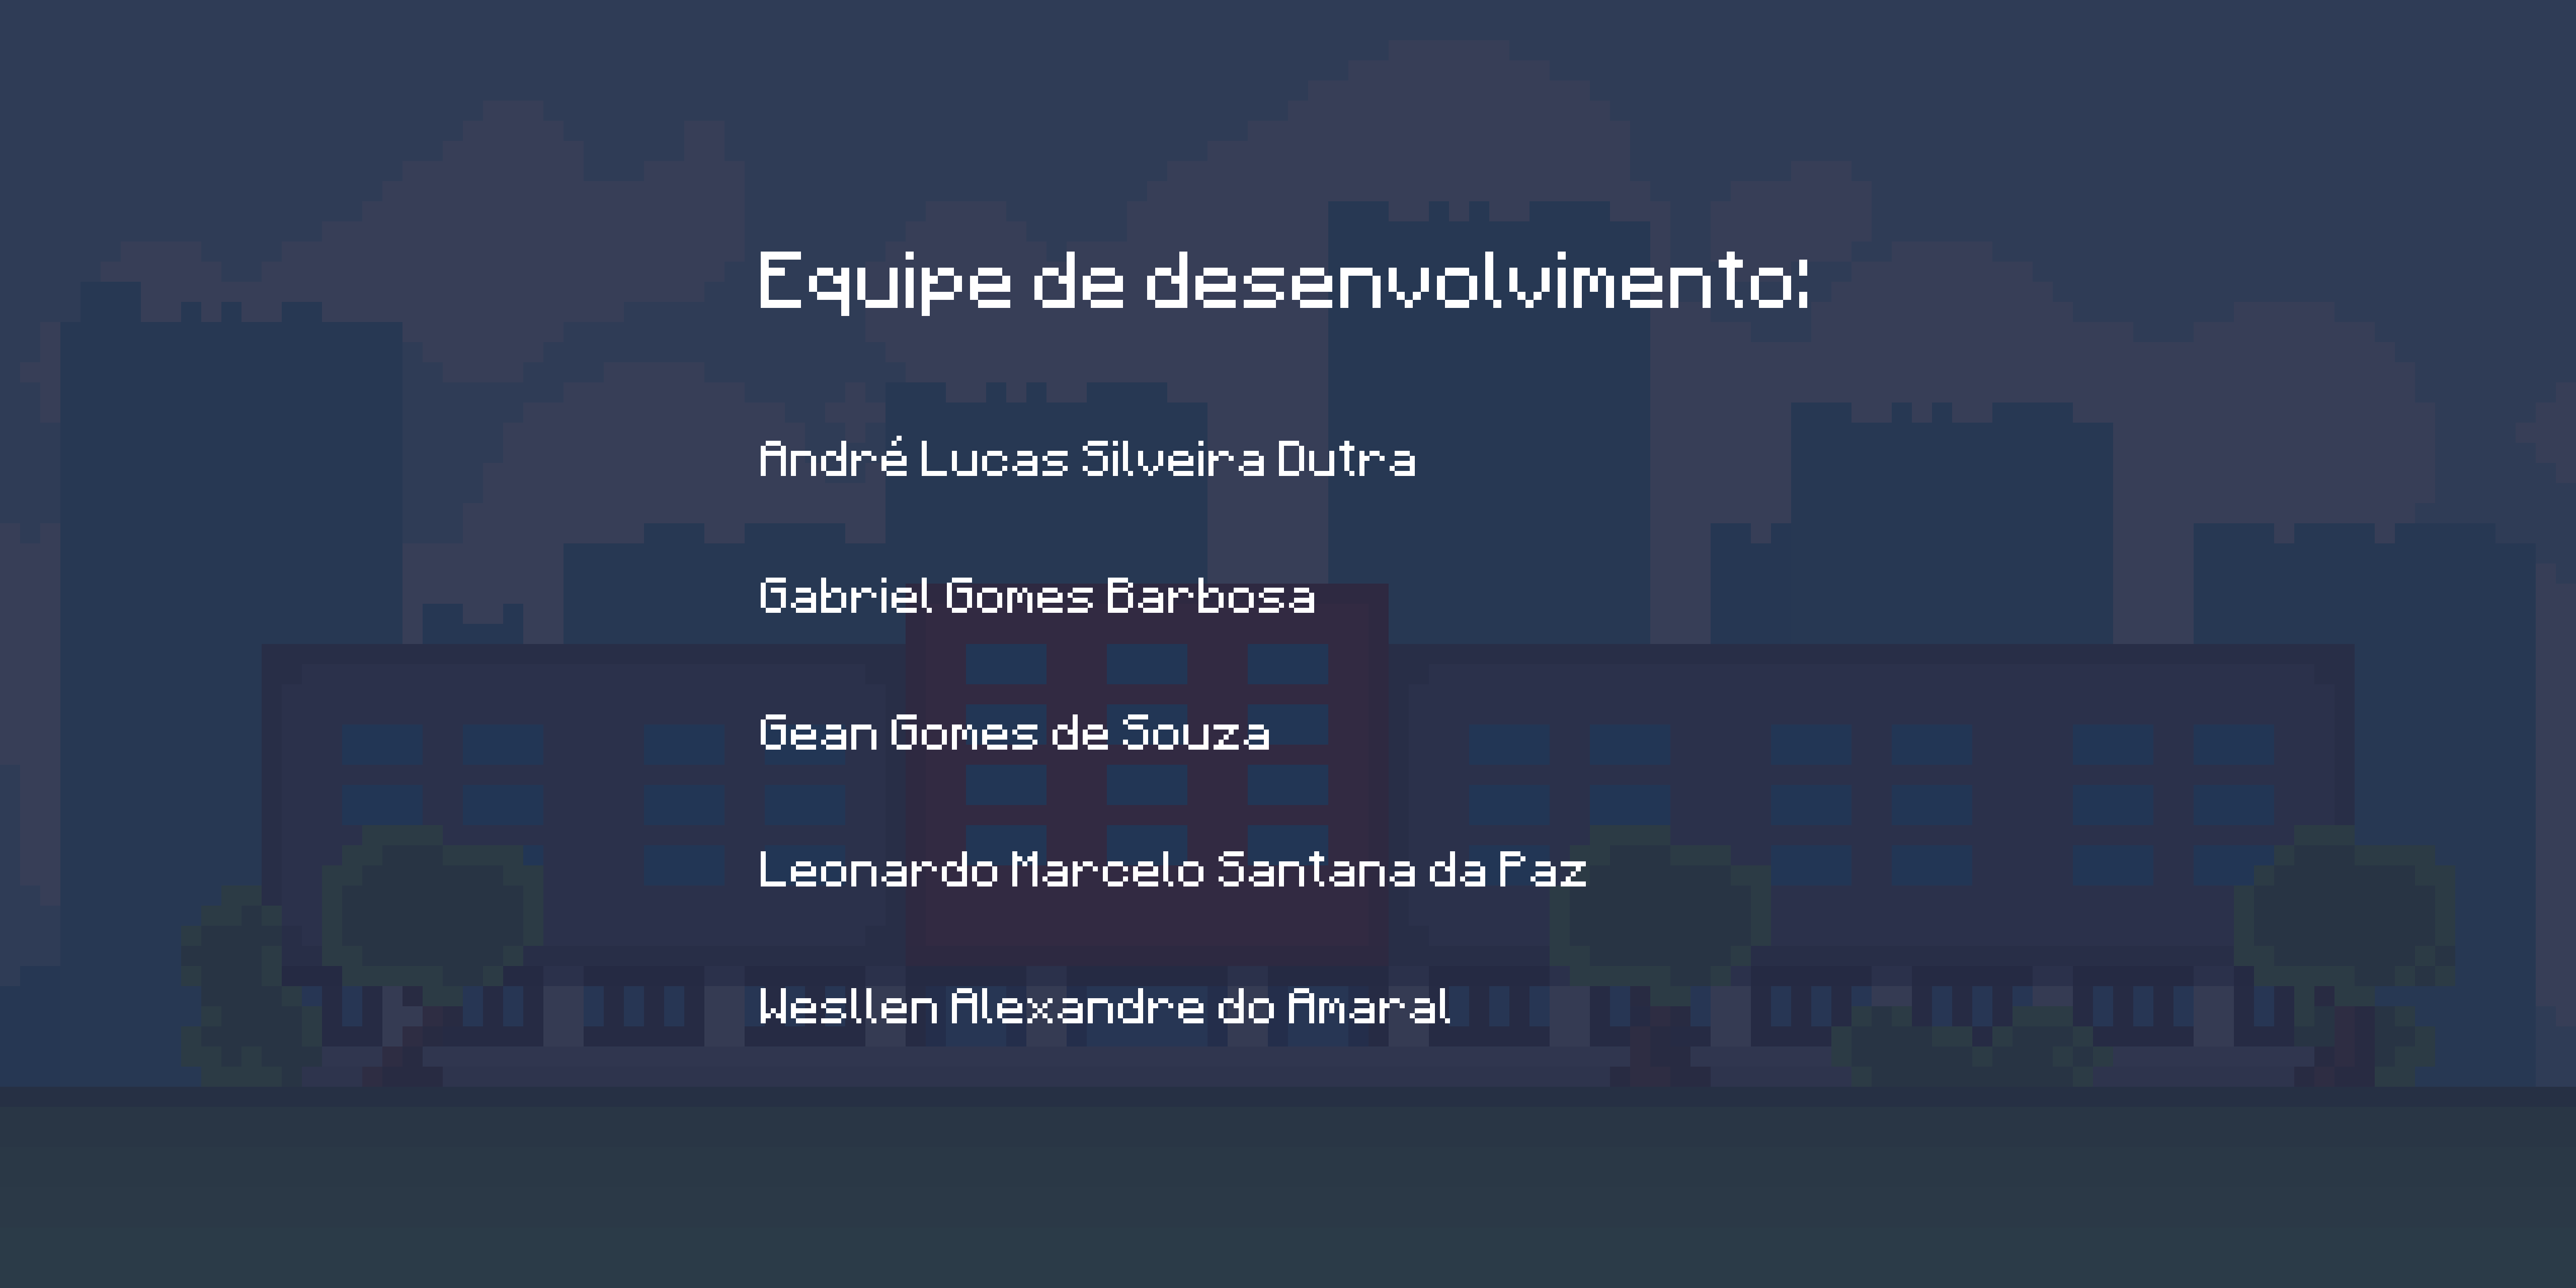 Equipe de desenvolvimento:
André Lucas Silveira Dutra
Gabriel Gomes Barbosa
Gean Gomes de Souza
Leonardo Marcelo Santana da Paz
Wesllen Alexandre do Amaral